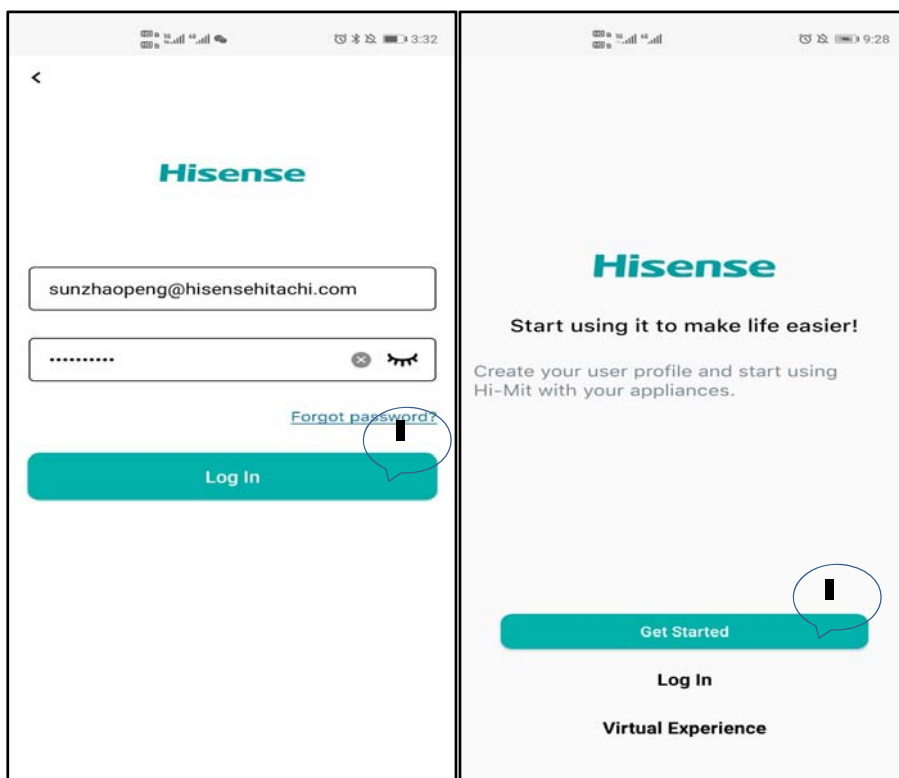 3:32
<
Hisense
sunzhaopeng@hisensehitachi.com
••••••••••
Forgot password?
Log In
9:28
Hisense
Start using it to make life easier!
Create your user profile and start using
Hi-Mit with your appliances.
Get Started
Log In
Virtual Experience